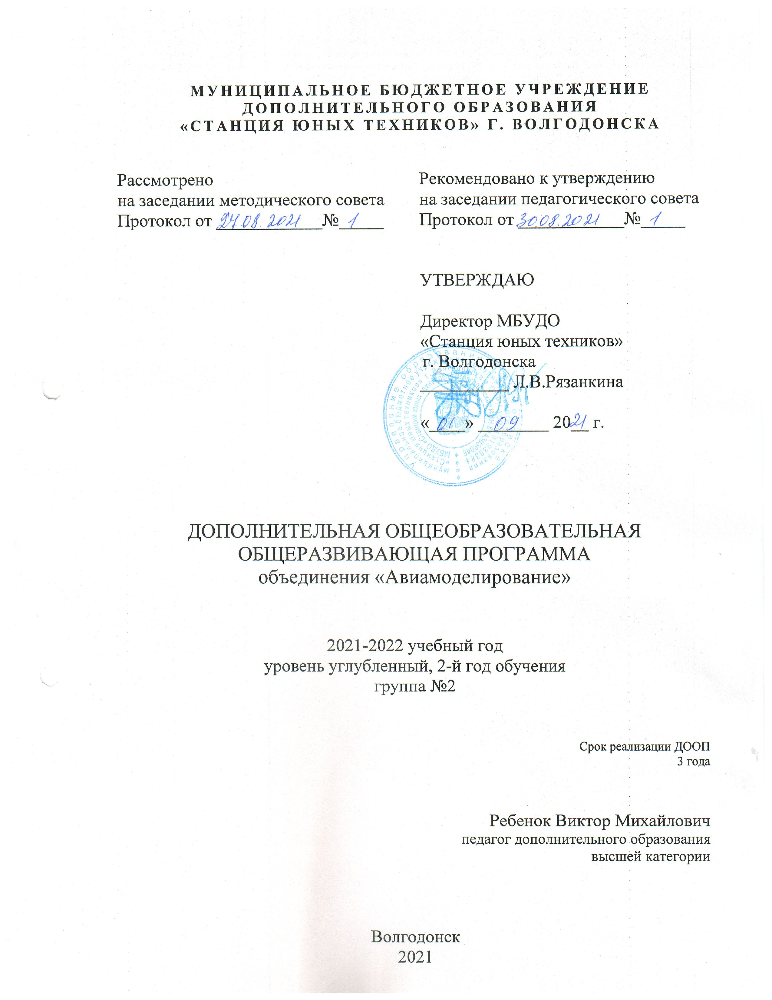 МУНИЦИПАЛЬНОЕ БЮДЖЕТНОЕ УЧРЕЖДЕНИЕ
ДОПОЛНИТЕЛЬНОГО ОБРАЗОВАНИЯ
«СТАНЦИЯ ЮНЫХ ТЕХНИКОВ» Г. ВОЛГОДОНСКА
Рассмотрено
на заседании методического совета
Протокол от 27.08.2021 № 1
Рекомендовано к утверждению
на заседании педагогического совета
Протокол от 30.08.2021 № 1
УТВЕРЖДАЮ
Директор МБУДО
«Станция юных техников»
г. Волгодонска
Л.В.Рязанкина
«01» 09 2021 г.
ДОПОЛНИТЕЛЬНАЯ ОБЩЕОБРАЗОВАТЕЛЬНАЯ
ОБЩЕРАЗВИВАЮЩАЯ ПРОГРАММА
объединения «Авиамоделирование»
2021-2022 учебный год
уровень углубленный, 2-й год обучения
группа №2
Срок реализации ДООП
3 года
Ребенок Виктор Михайлович
педагог дополнительного образования
высшей категории
Волгодонск
2021